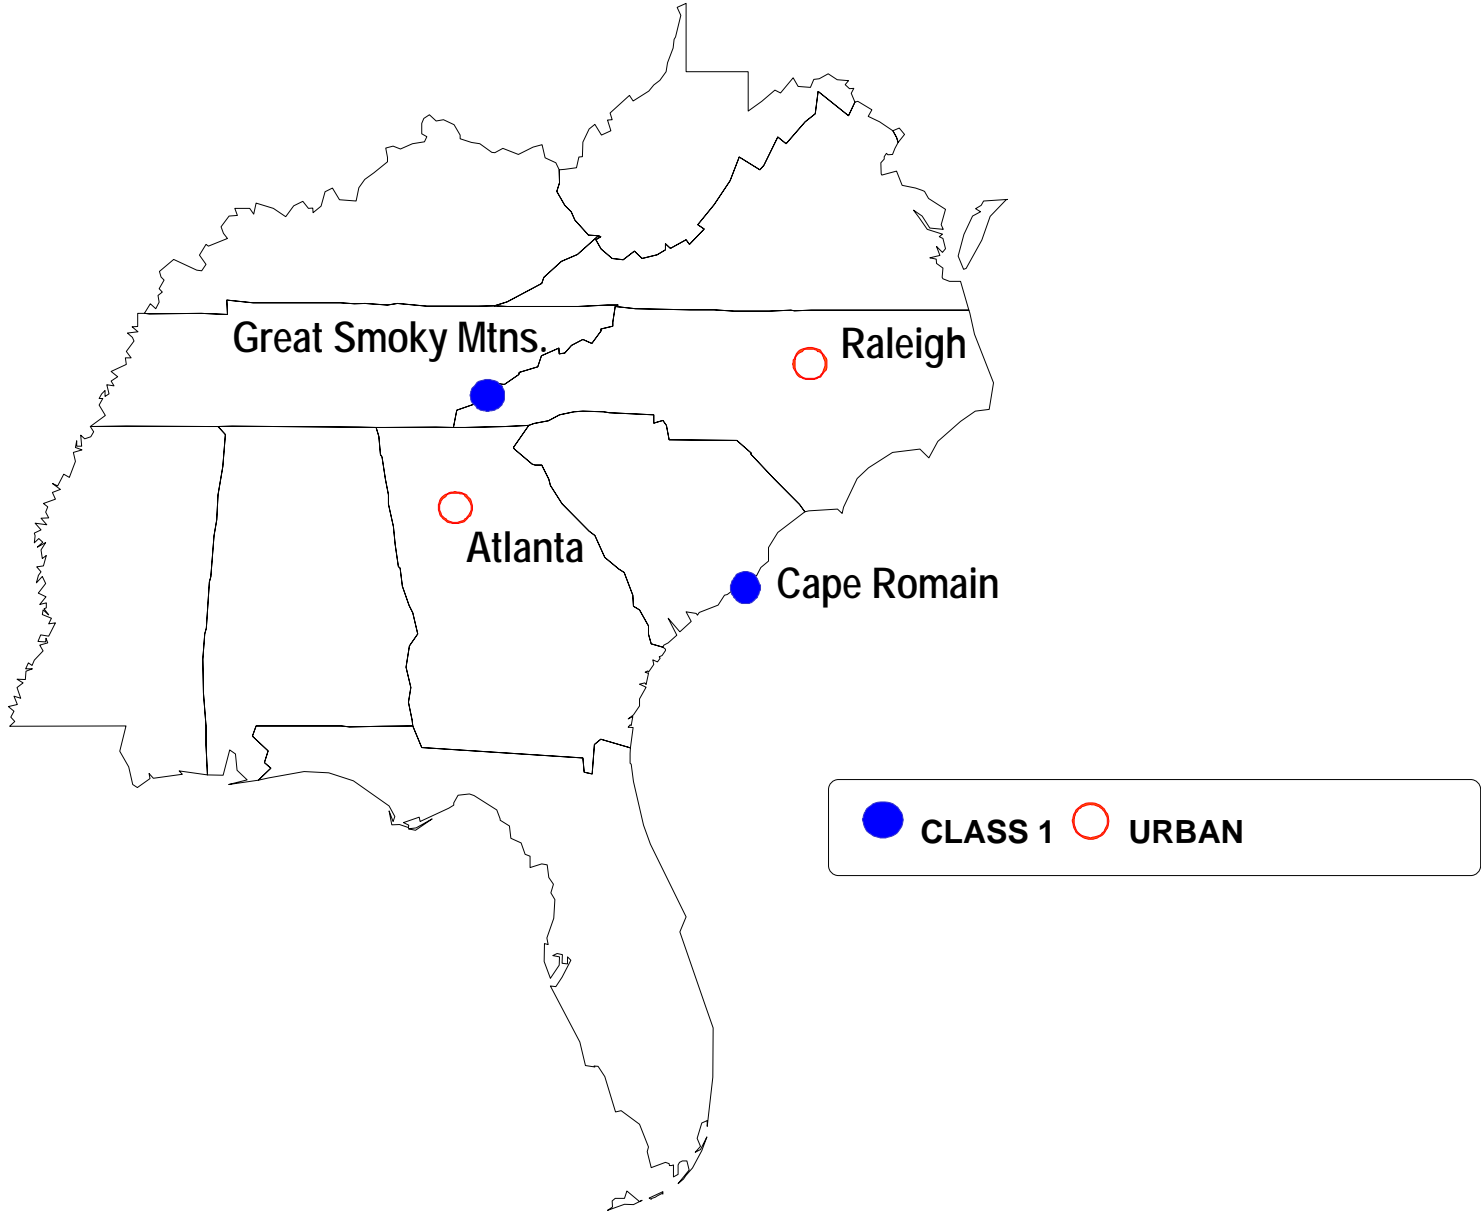 Great Smoky Mtns.
Raleigh
Atlanta
Cape Romain
CLASS 1 URBAN